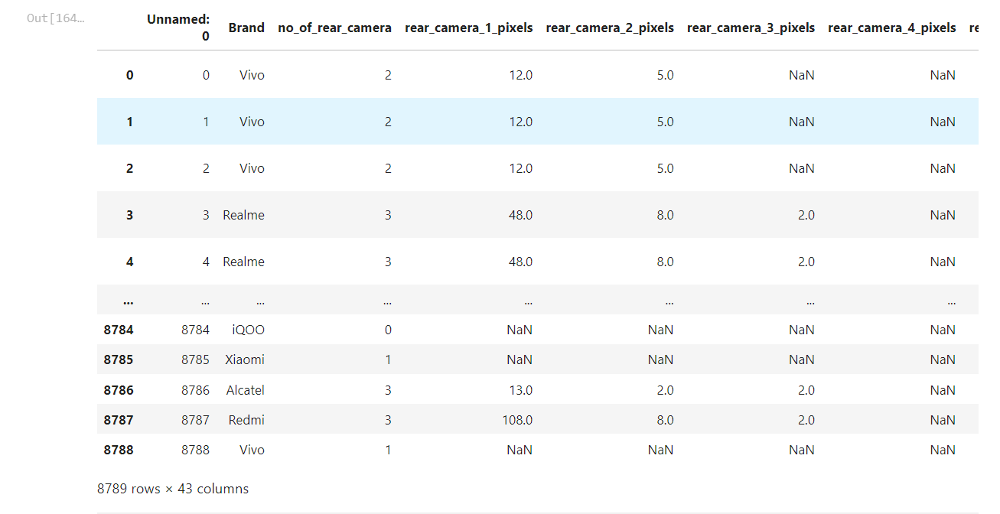 Out[164...
Unnamed: 0 Brand no_of_rear_camera rear_camera_1_pixels rear_camera_2_pixels rear_camera_3_pixels rear_camera_4_pixels re
0 0 Vivo 2 12.0 5.0 NaN NaN
1 1 Vivo 2 12.0 5.0 NaN NaN
2 2 Vivo 2 12.0 5.0 NaN NaN
3 3 Realme 3 48.0 8.0 2.0 NaN
4 4 Realme 3 48.0 8.0 2.0 NaN
... ... ... ... ... ... ... ...
8784 8784 iQOO 0 NaN NaN NaN NaN
8785 8785 Xiaomi 1 NaN NaN NaN NaN
8786 8786 Alcatel 3 13.0 2.0 2.0 NaN
8787 8787 Redmi 3 108.0 8.0 2.0 NaN
8788 8788 Vivo 1 NaN NaN NaN NaN
8789 rows × 43 columns